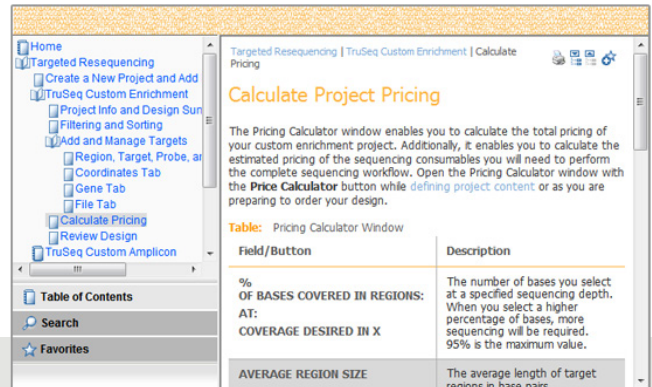 Home
Targeted Resequencing
Create a New Project and Add
TruSeq Custom Enrichment
Project Info and Design Sun
Filtering and Sorting
Add and Manage Targets
Region, Target, Probe, ar
Coordinates Tab
Gene Tab
File Tab
Calculate Pricing
Review Design
TruSeq Custom Amplicon
Table of Contents
Search
Favorites
Targeted Resequencing | TruSeq Custom Enrichment | Calculate
Pricing
Calculate Project Pricing
The Pricing Calculator window enables you to calculate the total pricing of
your custom enrichment project. Additionally, it enables you to calculate the
estimated pricing of the sequencing consumables you will need to perform
the complete sequencing workflow. Open the Pricing Calculator window with
the Price Calculator button while defining project content or as you are
preparing to order your design.
Table: Pricing Calculator Window
Field/Button Description
%
OF BASES COVERED IN REGIONS:
AT:
COVERAGE DESIRED IN X
The number of bases you select
at a specified sequencing depth.
When you select a higher
percentage of bases, more
sequencing will be required.
95% is the maximum value.
AVERAGE REGION SIZE
The average length of target
regions in base pairs